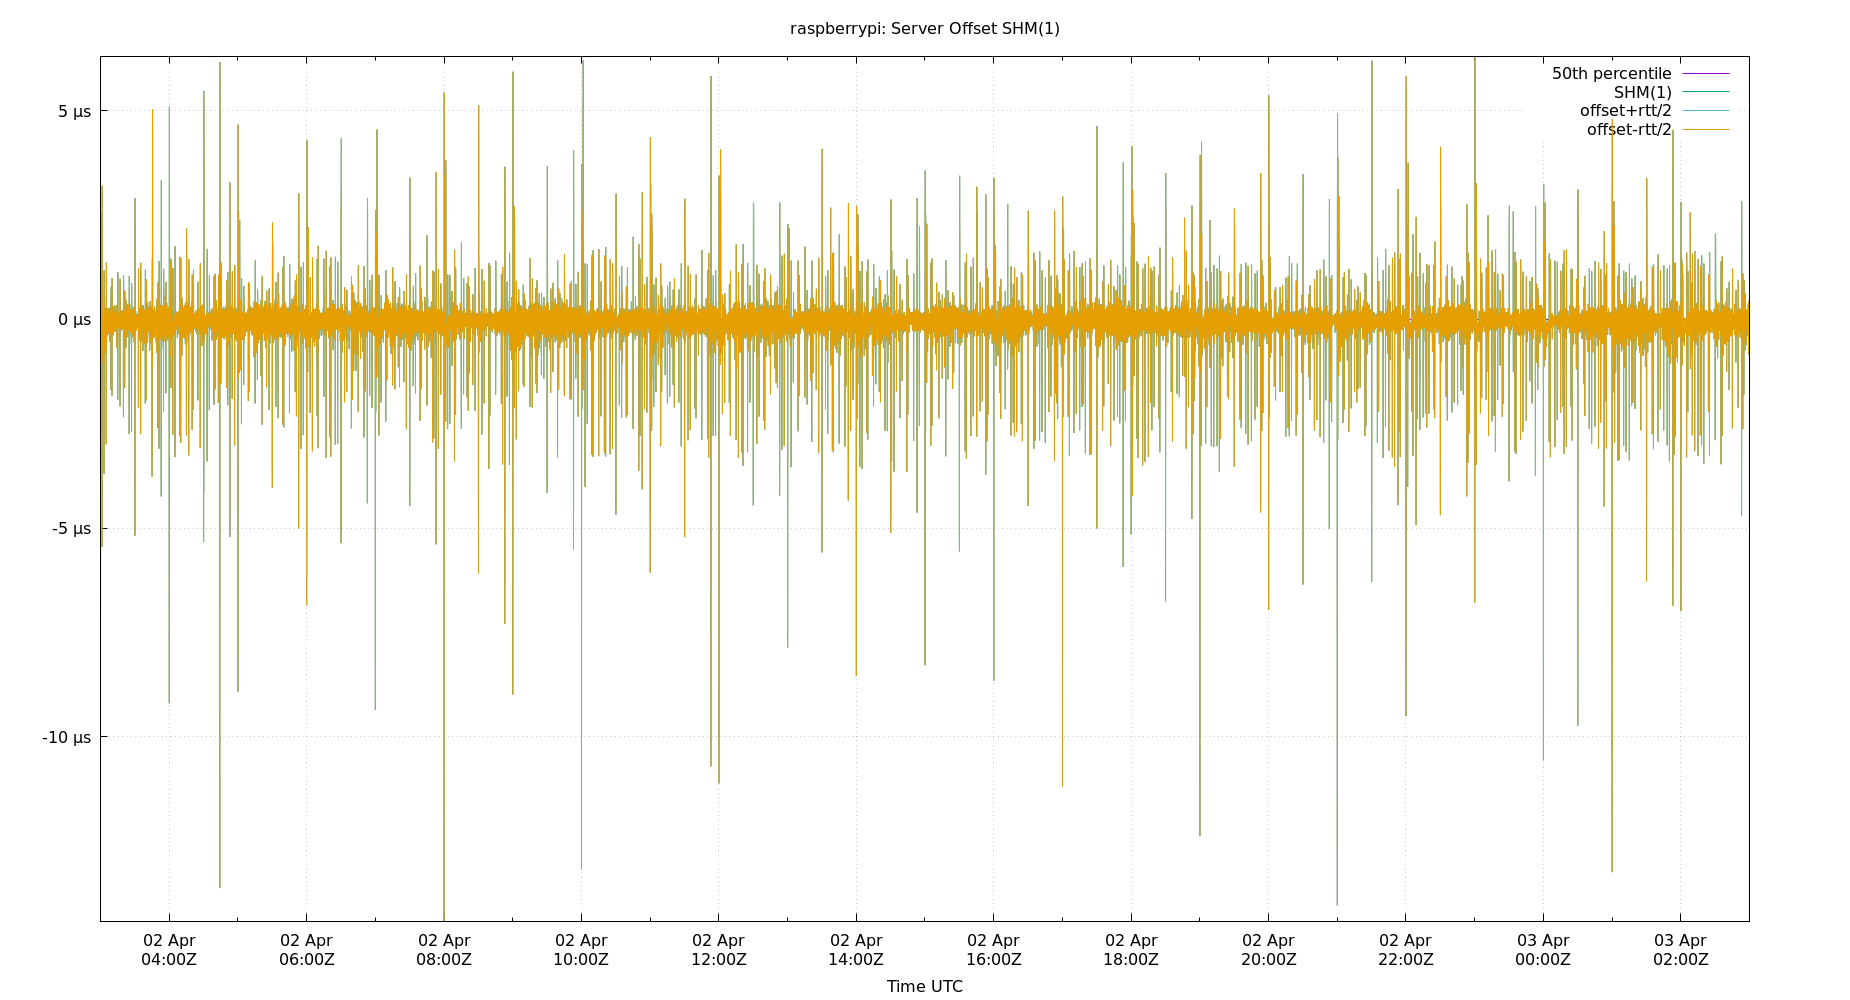 raspberrypi: Server Offset SHM(1)
50th percentile
SHM(1)
offset+rtt/2
offset-rtt/2
5 µs
0 µs
-5 µs
-10 µs
02 Apr 02 Apr 02 Apr 02 Apr 02 Apr 02 Apr 02 Apr 02 Apr 02 Apr 02 Apr 03 Apr 03 Apr
04:00Z 06:00Z 08:00Z 10:00Z 12:00Z 14:00Z 16:00Z 18:00Z 20:00Z 22:00Z 00:00Z 02:00Z
Time UTC